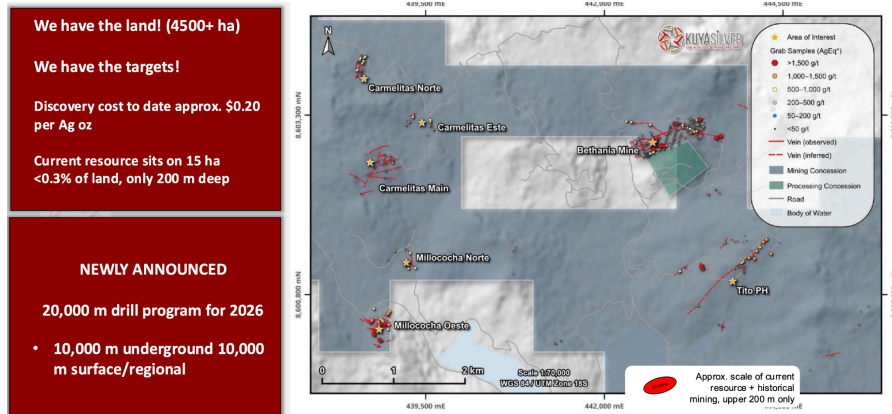 We have the land! (4500+ ha)
We have the targets!
Discovery cost to date approx. $0.20
per Ag oz
Current resource sits on 15 ha
<0.3% of land, only 200 m deep
NEWLY ANNOUNCED
20,000 m drill program for 2026
• 10,000 m underground 10,000
m surface/regional
439,500 mE
442,000 mE
444,500 mE
8,603,300 mN
8,600,800 mN
N
KUYASILVER
Carmelitas Norte
Carmelitas Este
Carmelitas Main
Bethania Mine
Millococha Norte
Millococha Oeste
Tito PH
Area of Interest
Grab Samples (AgEq*)
>1,500 g/t
1,000–1,500 g/t
500–1,000 g/t
200–500 g/t
50–200 g/t
<50 g/t
Vein (observed)
Vein (inferred)
Mining Concession
Processing Concession
Road
Body of Water
0 1 2 km
Scale 1:70,000
WGS 84 / UTM Zone 18S
Approx. scale of current
resource + historical
mining, upper 200 m only
439,500 mE
442,000 mE